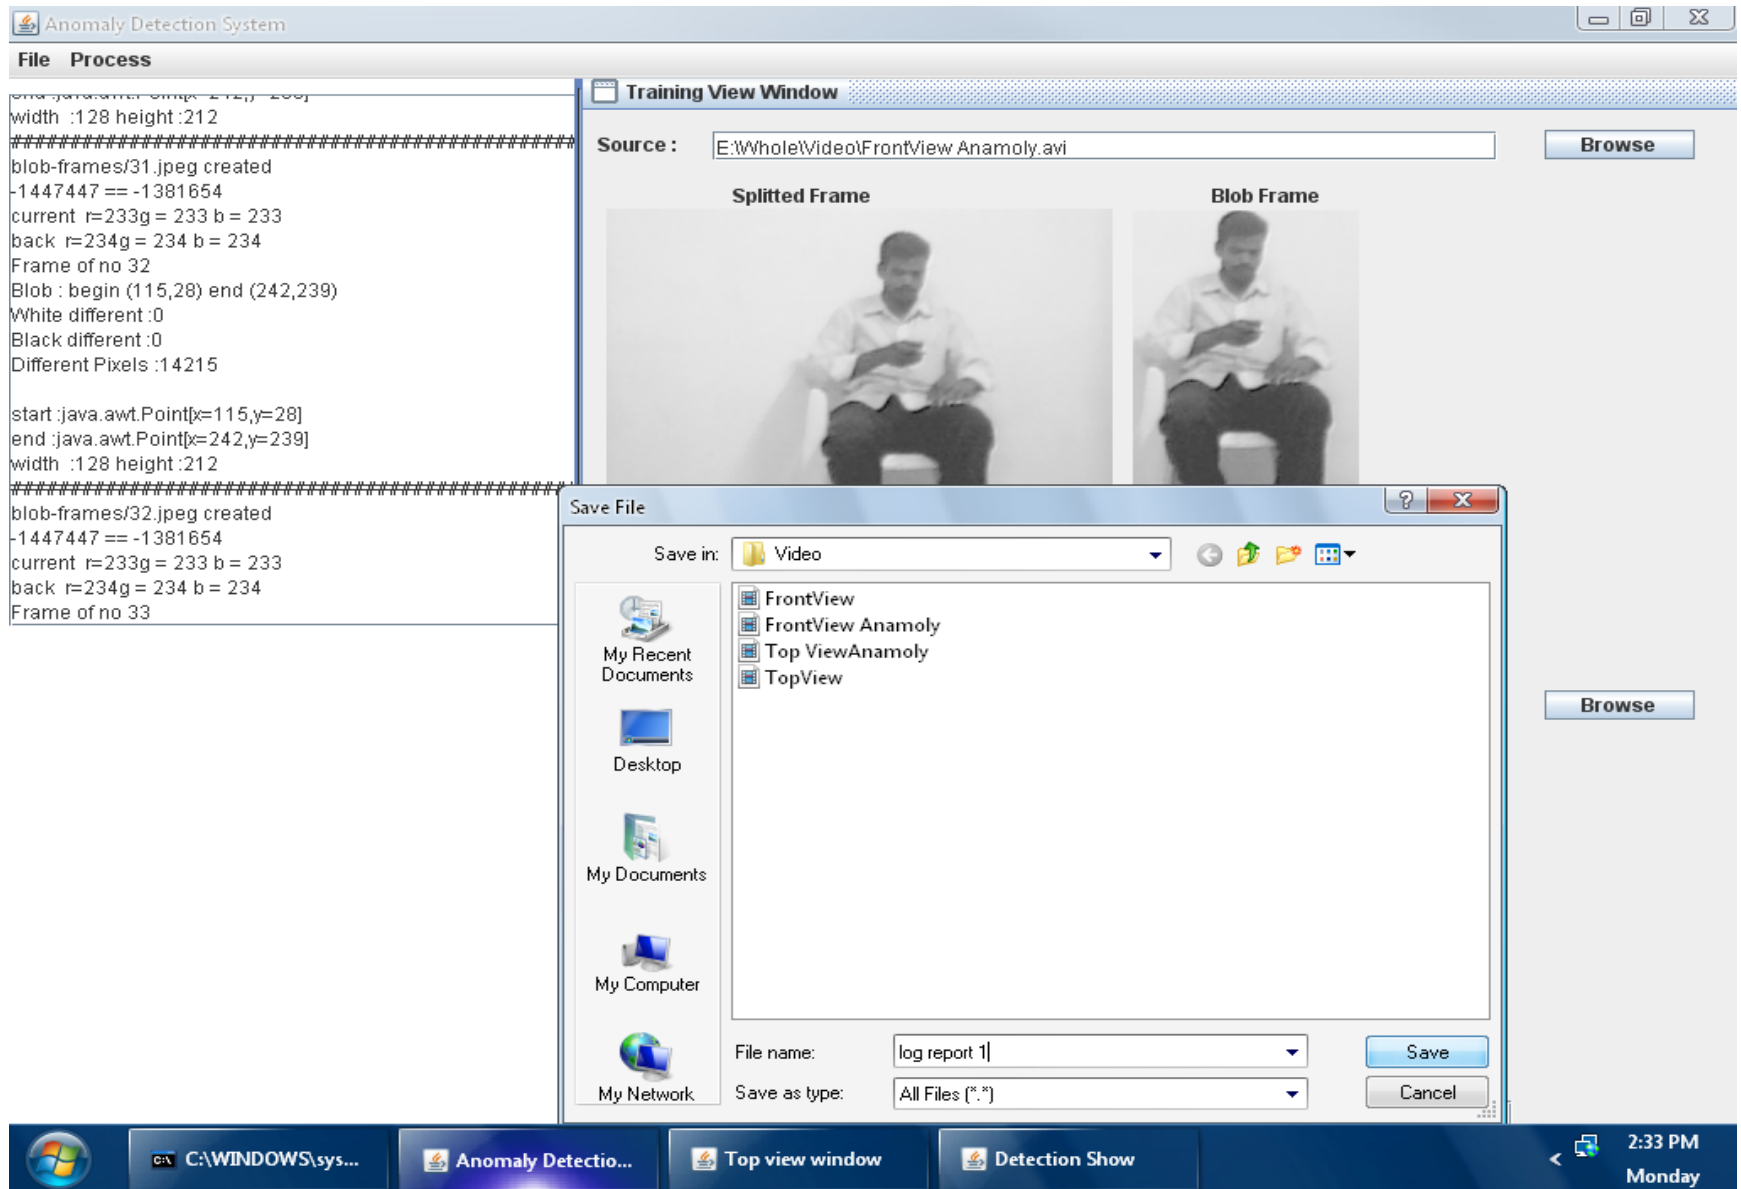 Anomaly Detection System
File Process
width :128 height :212
##################################################
blob-frames/31.jpeg created
-1447447 == -1381654
current r=233g = 233 b = 233
back r=234g = 234 b = 234
Frame of no 32
Blob : begin (115,28) end (242,239)
White different :0
Black different :0
Different Pixels :14215
start :java.awt.Point[x=115,y=28]
end :java.awt.Point[x=242,y=239]
width :128 height :212
##################################################
blob-frames/32.jpeg created
-1447447 == -1381654
current r=233g = 233 b = 233
back r=234g = 234 b = 234
Frame of no 33
Training View Window
Source : E:\Whole\Video\FrontView Anamoly.avi Browse
Splitted Frame Blob Frame
Browse
Save File
Save in: Video
My Recent Documents
Desktop
My Documents
My Computer
My Network
FrontView
FrontView Anamoly
Top ViewAnamoly
TopView
File name: log report 1 Save
Save as type: All Files (*.*) Cancel
C:\WINDOWS\sys... Anomaly Detectio... Top view window Detection Show
2:33 PM
Monday